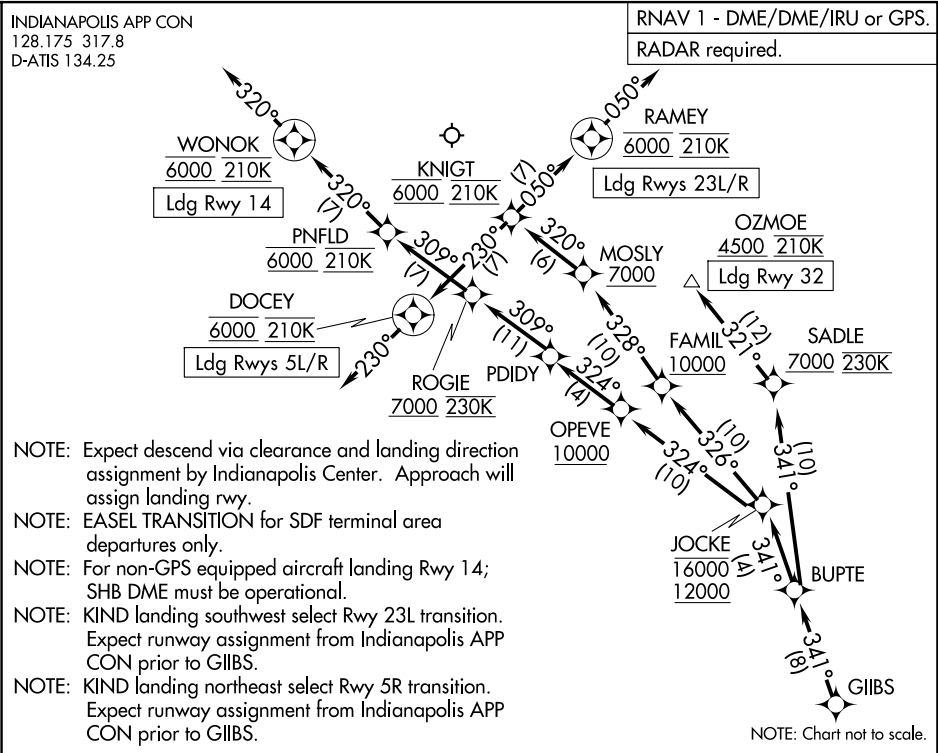 INDIANAPOLIS APP CON
128.175 317.8
D-ATIS 134.25
RNAV 1 - DME/DME/IRU or GPS.
RADAR required.
320°
WONOK
6000 210K
Ldg Rwy 14
320°
(7)
PNFLD
6000 210K
309°
(7)
KNIGT
6000 210K
(7)
050°
050°
RAMEY
6000 210K
Ldg Rwys 23L/R
230°
(7)
320°
(6)
MOSLY
7000
OZMOE
4500 210K
Ldg Rwy 32
(12)
321°
SADLE
7000 230K
DOCEY
6000 210K
Ldg Rwys 5L/R
230°
309°
(11)
ROGIE
7000 230K
PDIDY
324°
(4)
OPEVE
10000
328°
(10)
FAMIL
10000
326°
(10)
324°
(10)
341°
(10)
JOCKE
16000
12000
341°
(4)
BUPTE
341°
(8)
GIIBS
NOTE: Expect descend via clearance and landing direction
assignment by Indianapolis Center. Approach will
assign landing rwy.
NOTE: EASEL TRANSITION for SDF terminal area
departures only.
NOTE: For non-GPS equipped aircraft landing Rwy 14;
SHB DME must be operational.
NOTE: KIND landing southwest select Rwy 23L transition.
Expect runway assignment from Indianapolis APP
CON prior to GIIBS.
NOTE: KIND landing northeast select Rwy 5R transition.
Expect runway assignment from Indianapolis APP
CON prior to GIIBS.
NOTE: Chart not to scale.